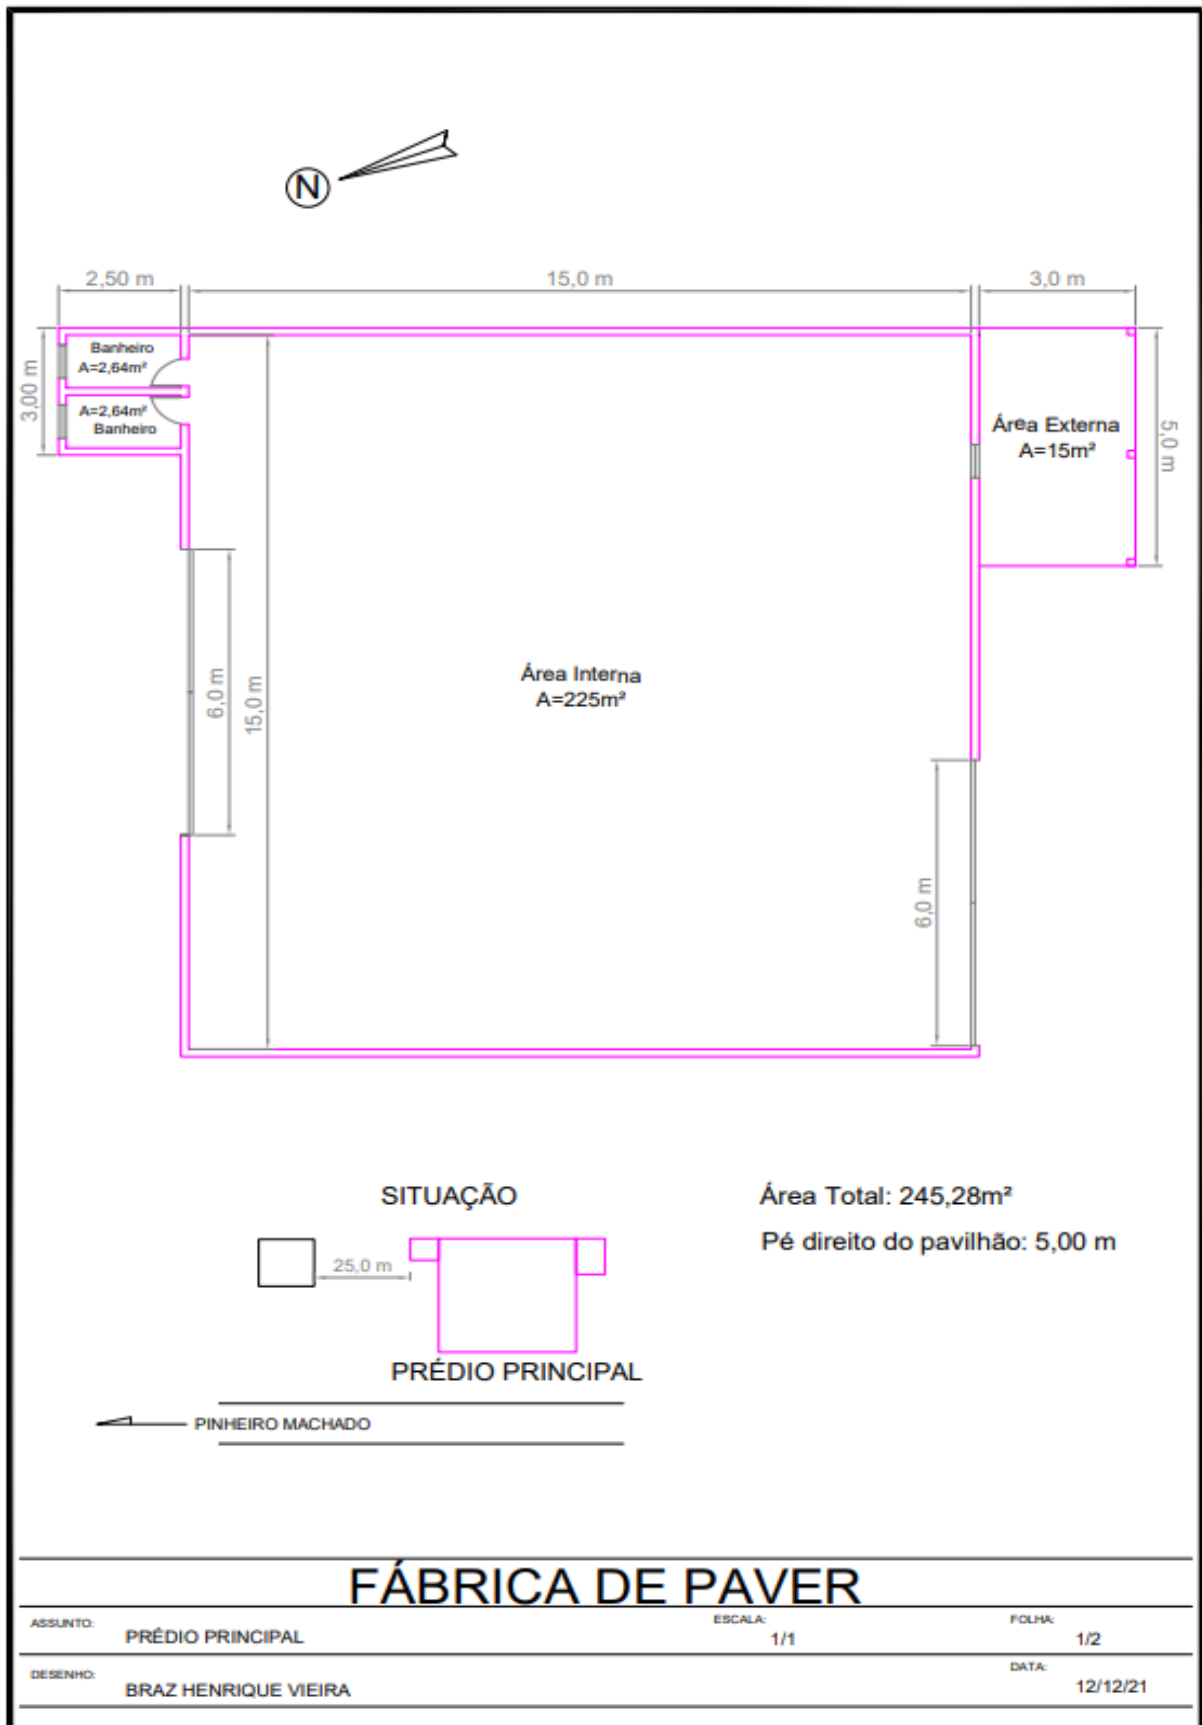 N
2,50 m
15,0 m
3,0 m
3,00 m
Banheiro
A=2,64m²
A=2,64m²
Banheiro
Área Externa
A=15m²
5,0 m
6,0 m
15,0 m
Área Interna
A=225m²
6,0 m
SITUAÇÃO
25,0 m
PRÉDIO PRINCIPAL
PINHEIRO MACHADO
Área Total: 245,28m²
Pé direito do pavilhão: 5,00 m
FÁBRICA DE PAVER
ASSUNTO:
PRÉDIO PRINCIPAL
ESCALA:
1/1
FOLHA:
1/2
DESENHO:
BRAZ HENRIQUE VIEIRA
DATA:
12/12/21